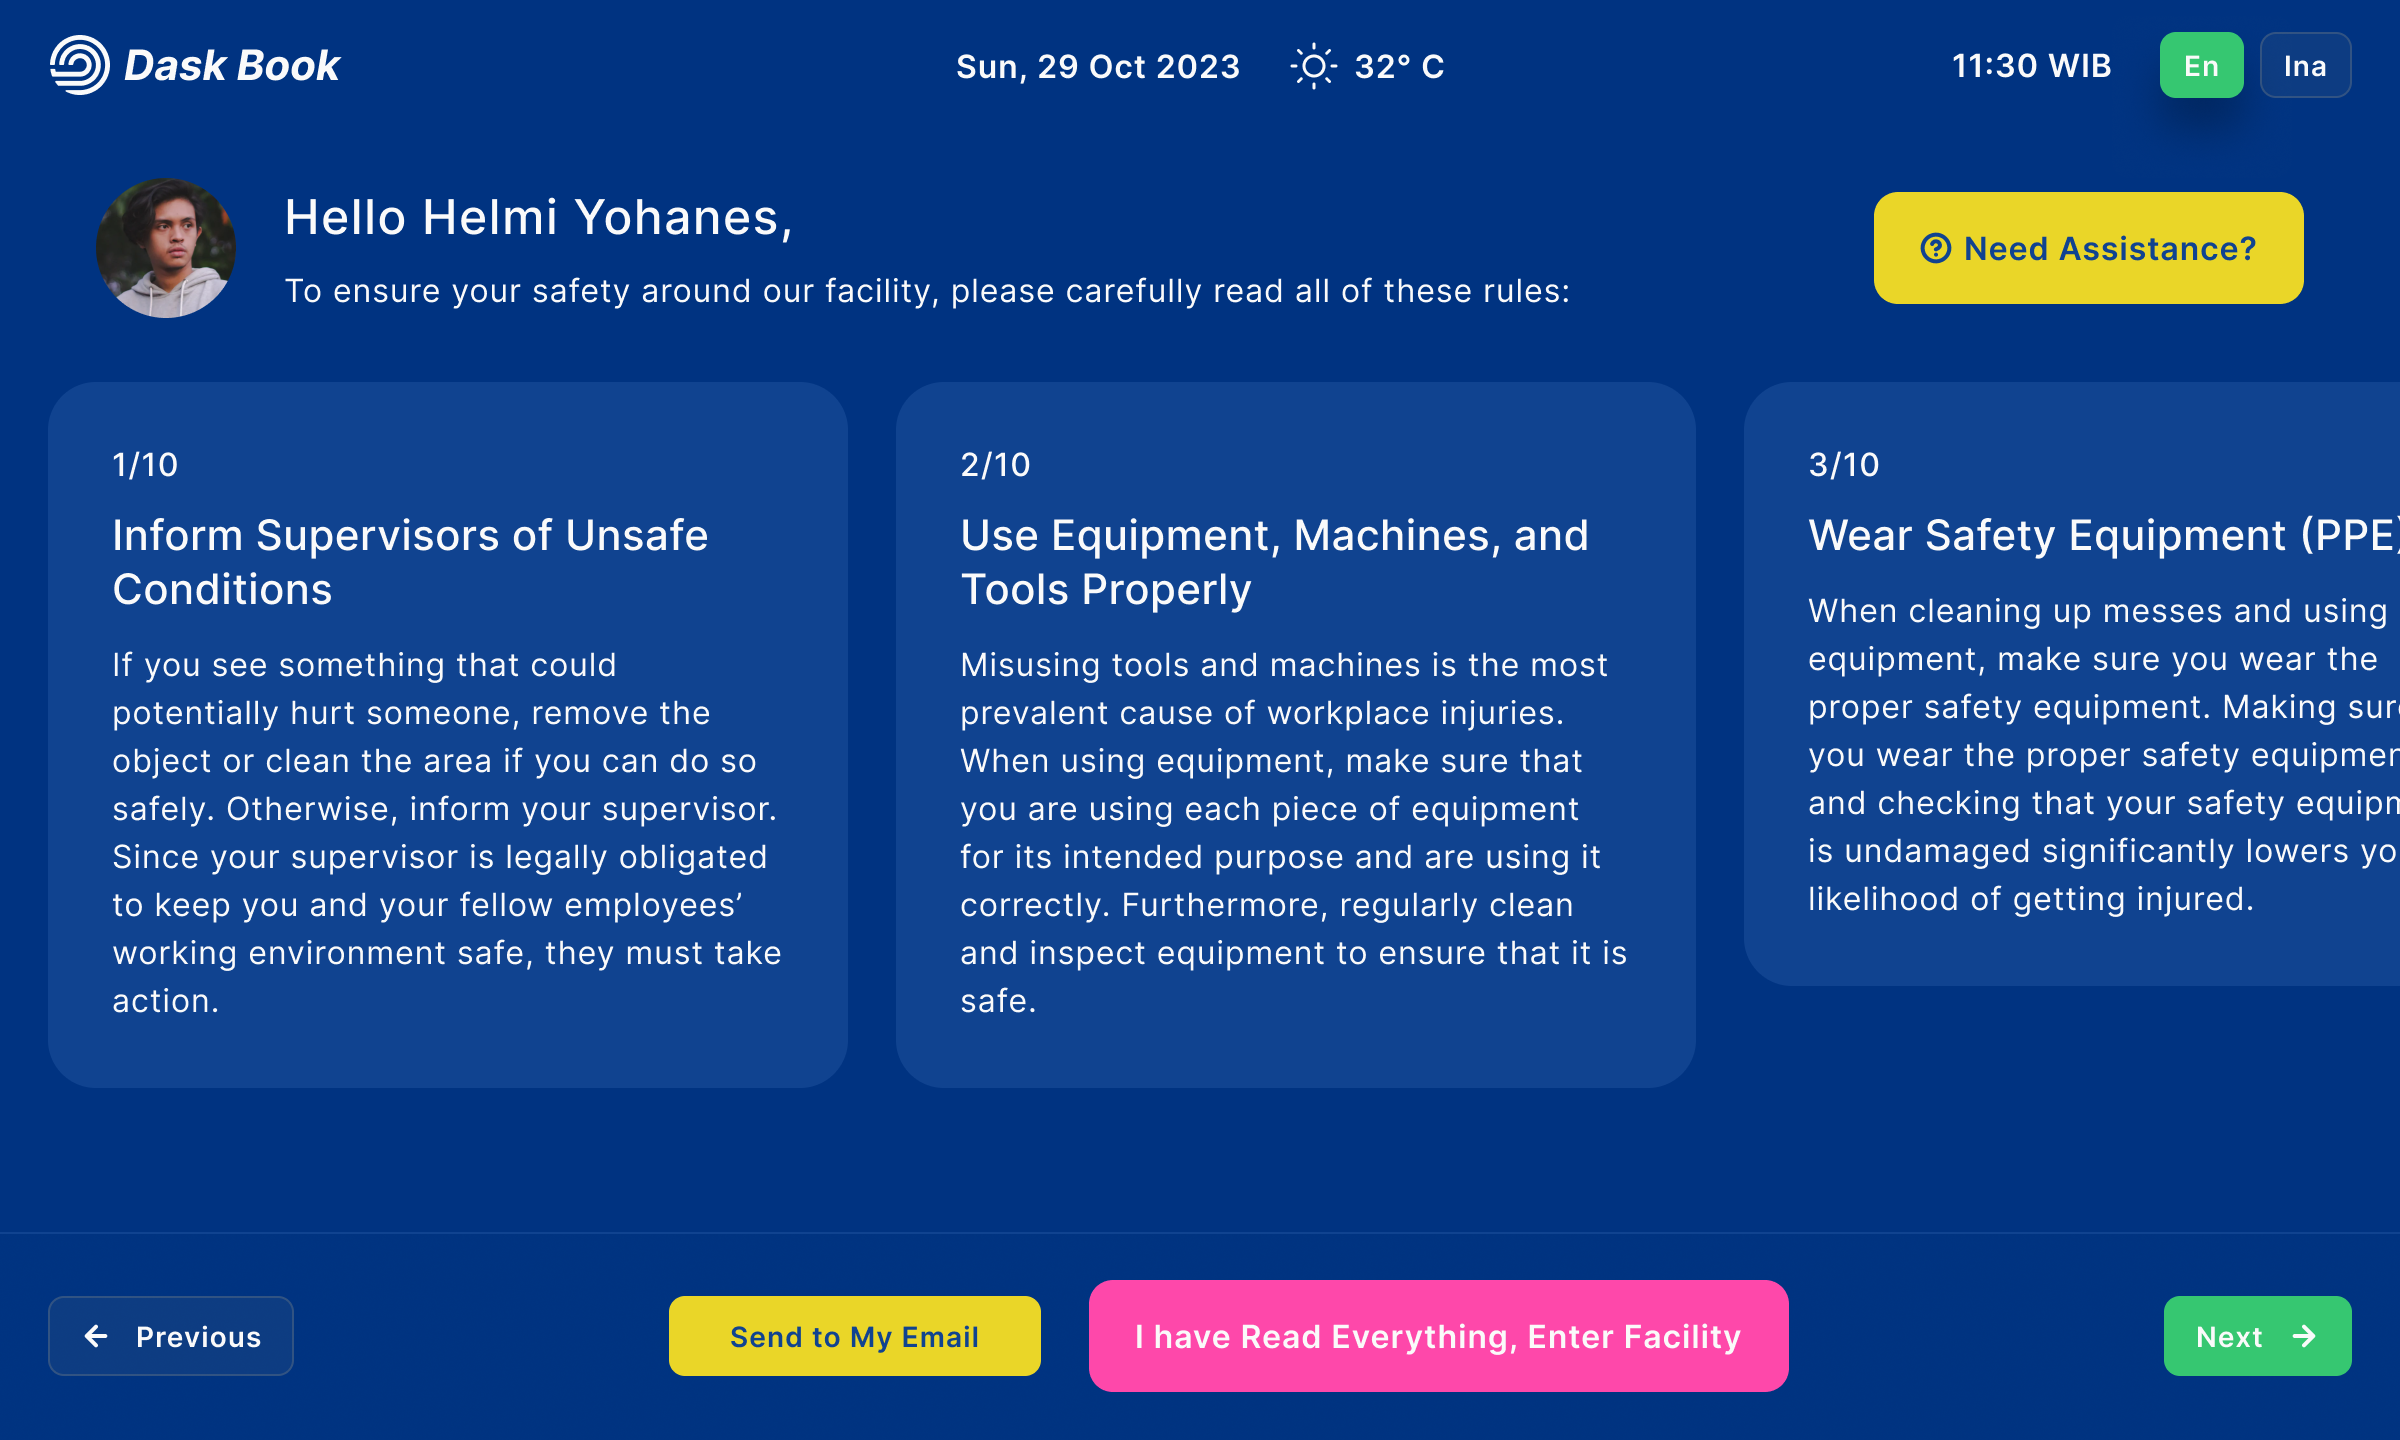 Dask Book
Sun, 29 Oct 2023
32° C
11:30 WIB
En
Ina
Hello Helmi Yohanes,
To ensure your safety around our facility, please carefully read all of these rules:
Need Assistance?
1/10
Inform Supervisors of Unsafe
Conditions
If you see something that could
potentially hurt someone, remove the
object or clean the area if you can do so
safely. Otherwise, inform your supervisor.
Since your supervisor is legally obligated
to keep you and your fellow employees’
working environment safe, they must take
action.
2/10
Use Equipment, Machines, and
Tools Properly
Misusing tools and machines is the most
prevalent cause of workplace injuries.
When using equipment, make sure that
you are using each piece of equipment
for its intended purpose and are using it
correctly. Furthermore, regularly clean
and inspect equipment to ensure that it is
safe.
3/10
Wear Safety Equipment (PPE)
When cleaning up messes and using
equipment, make sure you wear the
proper safety equipment. Making sure
you wear the proper safety
and checking that your safety
is undamaged significantly lowers
likelihood of getting injured.
Previous
Send to My Email
I have Read Everything, Enter Facility
Next